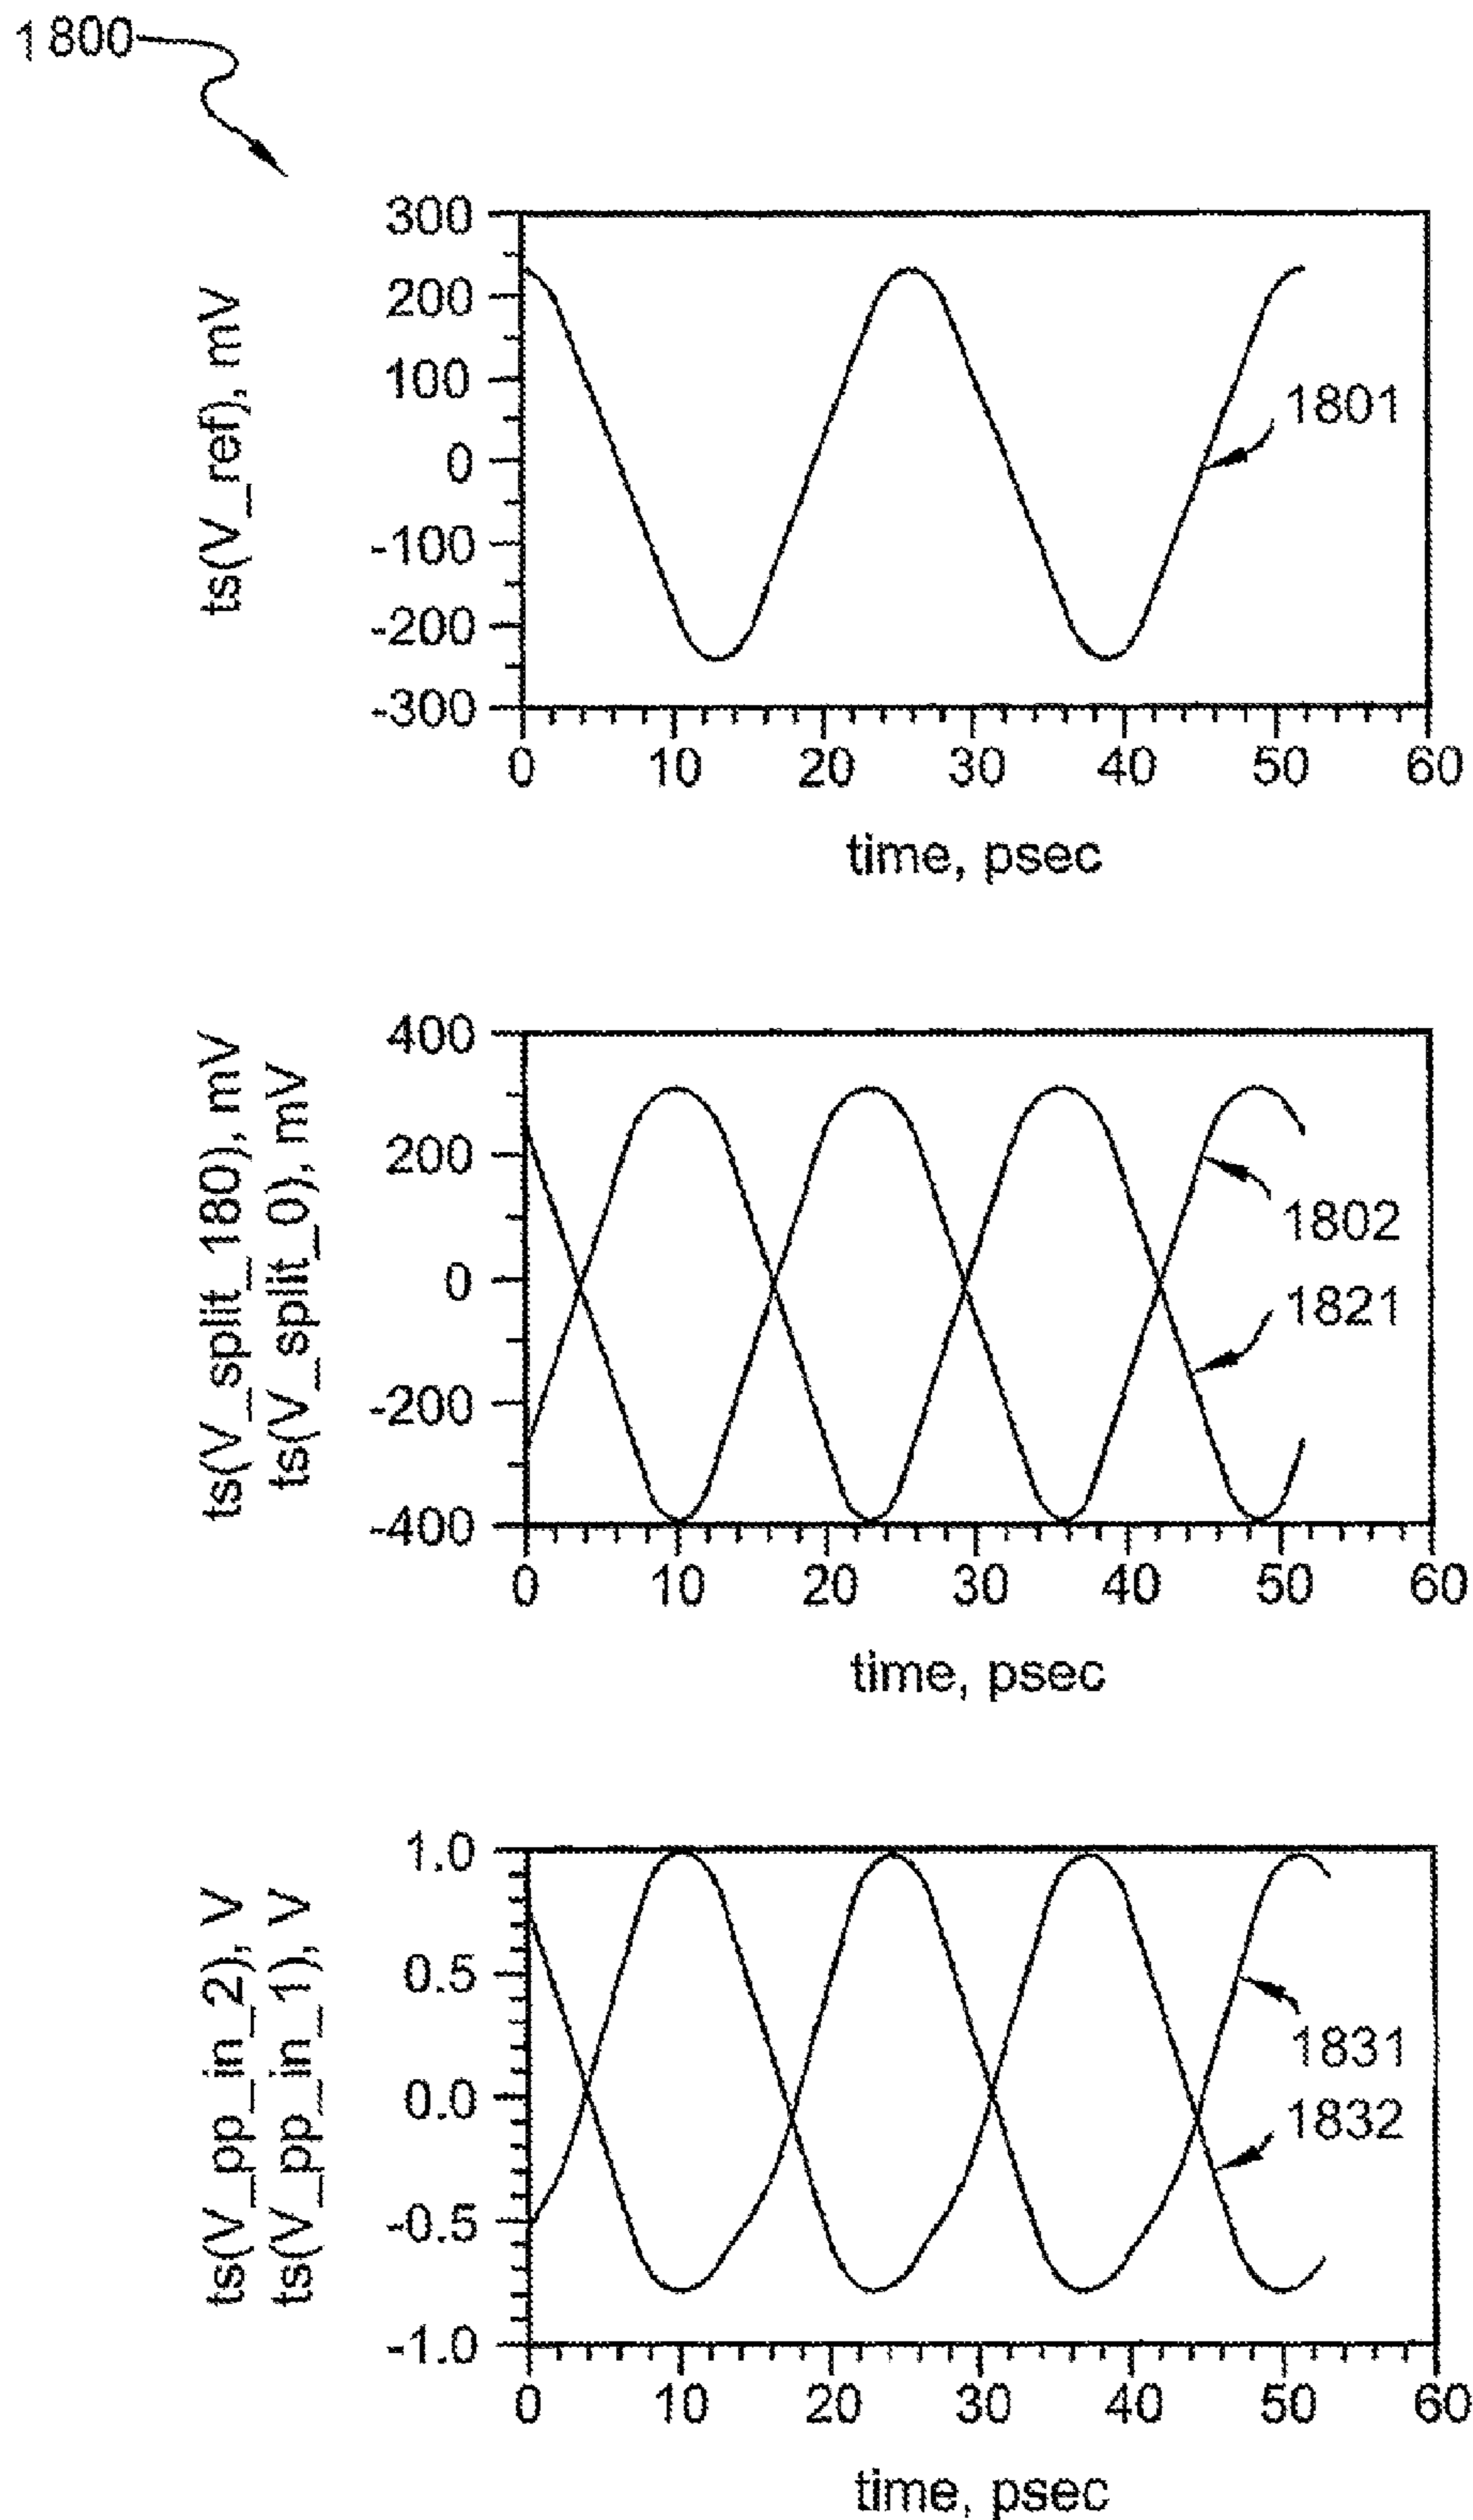 1800
ts(V_ref), mV
300
200
100
0
-100
-200
-300
1801
0 10 20 30 40 50 60
time, psec
ts(V_split_180), mV
ts(V_split_0), mV
400
200
0
-200
-400
1802
1821
0 10 20 30 40 50 60
time, psec
ts(V_pp_in_2), V
ts(V_pp_in_1), V
1.0
0.5
0.0
-0.5
-1.0
1831
1832
0 10 20 30 40 50 60
time, psec